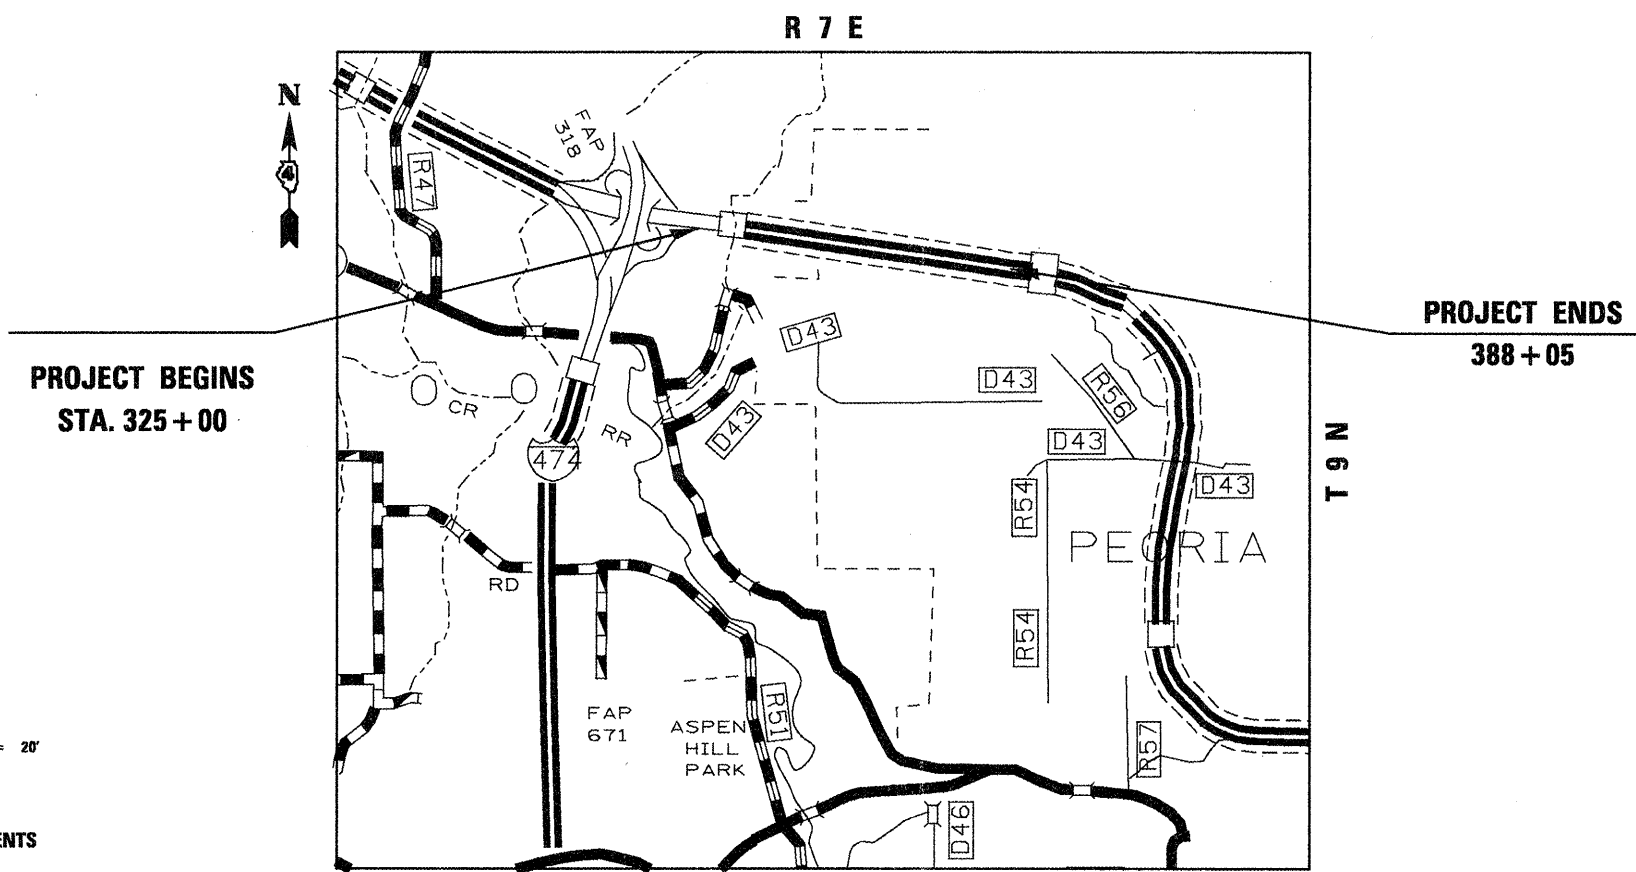 R 7 E
N
4
FAP
318
R47
D43
D43
PROJECT ENDS
388 + 05
PROJECT BEGINS
STA. 325 + 00
CR
RR
D43
R56
D43
474
D43
R54
T 9 N
PEORIA
RD
R54
FAP
671
ASPEN
HILL
PARK
R51
R57
= 20'
D46
ENTS